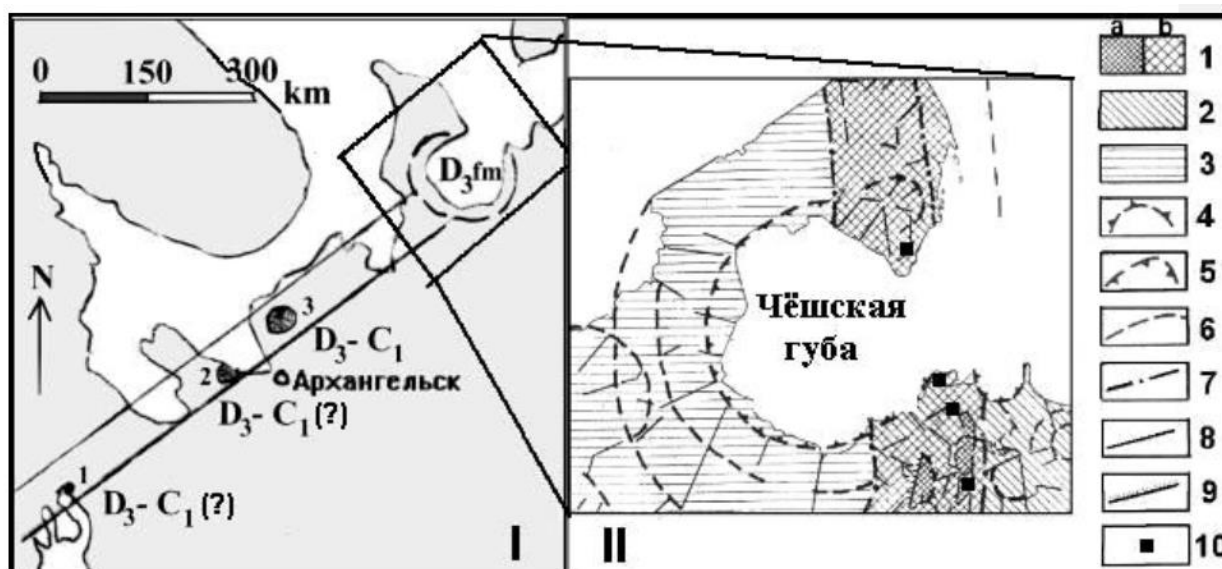 0 150 300
km
N
D₃fm
3
D₃- C₁
2
Архангельск
D₃- C₁(?)
1
D₃- C₁(?)
I
II
Чёшская
губа
a b
1
2
3
4
5
6
7
8
9
10